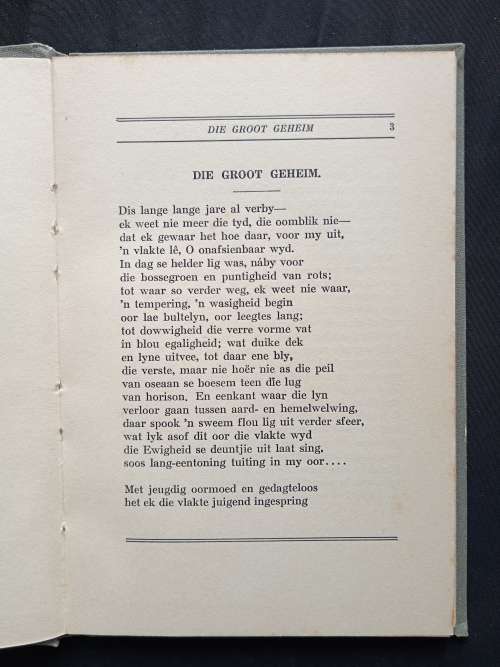 DIE GROOT GEHEIM 3
DIE GROOT GEHEIM.
Dis lange lange jare al verby—
ek weet nie meer die tyd, die oomblik nie—
dat ek gewaar het hoe daar, voor my uit,
'n vlakte lê, O onafsienbaar wyd.
In dag se helder lig was, náby voor
die bossegroen en puntigheid van rots;
tot waar so verder weg, ek weet nie waar,
'n tempering, 'n wasigheid begin
oor lae bultelyn, oor leegtes lang;
tot dowwigheid die verre vorme vat
in blou egaligheid; wat duike dek
en lyne uitvee, tot daar ene bly,
die verste, maar nie hoër nie as die peil
van oseaan se boesem teen die lug
van horison. En eenkant waar die lyn
verloor gaan tussen aard- en hemelwelwing,
daar spook 'n sweem flou lig uit verder sfeer,
wat lyk asof dit oor die vlakte wyd
die Ewigheid se deuntjie uit laat sing,
soos lang-eentoning tuiting in my oor....
Met jeugdig oormoed en gedagteloos
het ek die vlakte juigend ingespring